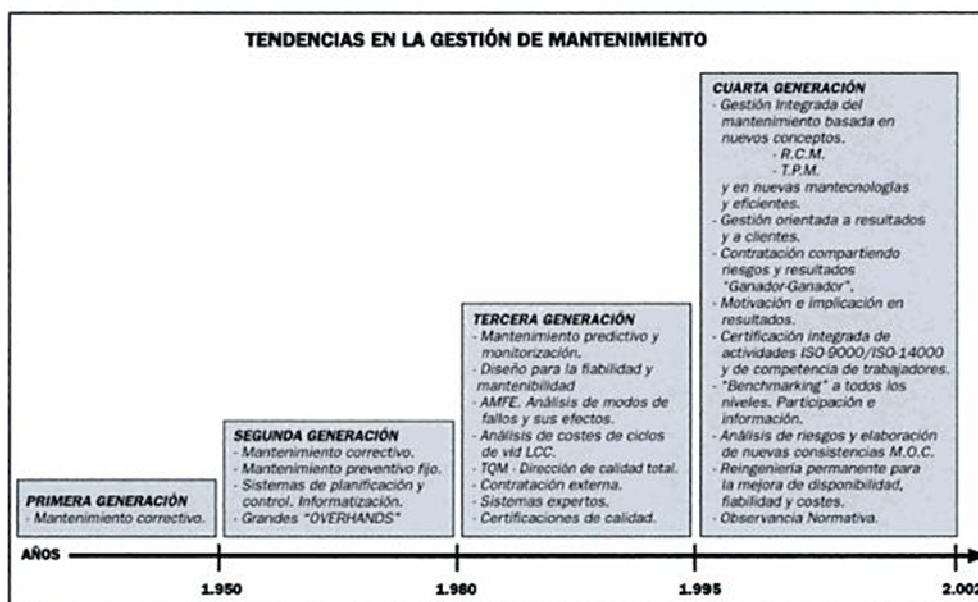 TENDENCIAS EN LA GESTIÓN DE MANTENIMIENTO
PRIMERA GENERACIÓN
- Mantenimiento correctivo.
SEGUNDA GENERACIÓN
- Mantenimiento correctivo.
- Mantenimiento preventivo fijo.
- Sistemas de planificación y
control. Informatización.
- Grandes "OVERHANDS"
TERCERA GENERACIÓN
- Mantenimiento predictivo y
monitorización.
- Diseño para la fiabilidad y
mantenibilidad
- AMFE. Análisis de modos de
fallos y sus efectos.
- Análisis de costes de ciclos
de vid LCC.
- TQM - Dirección de calidad total.
- Contratación externa.
- Sistemas expertos.
- Certificaciones de calidad.
CUARTA GENERACIÓN
- Gestión Integrada del
mantenimiento basada en
nuevos conceptos.
- R.C.M.
- T.P.M.
y en nuevas mantecnologías
y eficientes.
- Gestión orientada a resultados
y a clientes.
- Contratación compartiendo
riesgos y resultados
"Ganador-Ganador".
- Motivación e implicación en
resultados.
- Certificación integrada de
actividades ISO-9000/ISO-14000
y de competencia de trabajadores.
- "Benchmarking" a todos los
niveles. Participación e
información.
- Análisis de riesgos y elaboración
de nuevas consistencias M.O.C.
- Reingeniería permanente para
la mejora de disponibilidad,
fiabilidad y costes.
- Observancia Normativa.
AÑOS
1.950
1.980
1.995
2.003